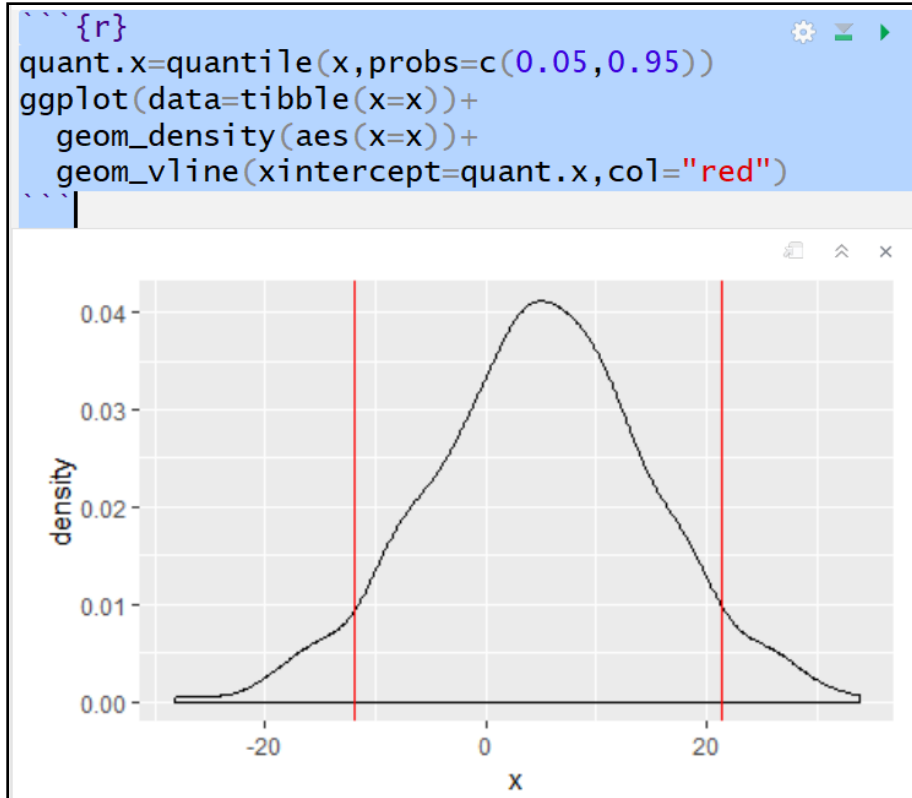 ```{r}
quant.x=quantile(x,probs=c(0.05,0.95))
ggplot(data=tibble(x=x))+
  geom_density(aes(x=x))+
  geom_vline(xintercept=quant.x,col="red")
```
0.04
0.03
0.02
0.01
0.00
density
-20 0 20
x